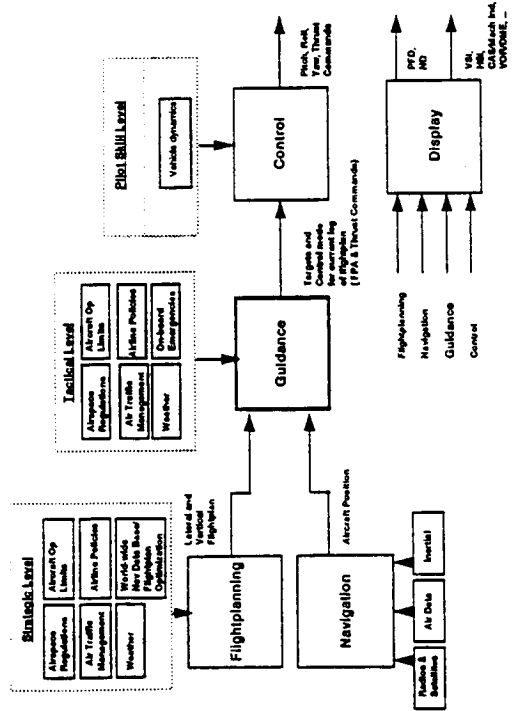 Strategic Level
Airspace
Regulations
Aircraft Op
Limits
Air Traffic
Management
Airline Policies
Weather
World-wide
Nav Data Base/
Flightplan
Optimization
Tactical Level
Airspace
Regulations
Aircraft Op
Limits
Air Traffic
Management
Airline Policies
Weather
On-board
Emergencies
Pilot Skill Level
Vehicle dynamics
Flightplanning
Lateral and
Vertical
Flightplan
Navigation
Aircraft Position
Radios &
Satellites
Air Data
Inertial
Guidance
Targets and
Control mode
for current leg
of flightplan
(FPA & Thrust Commands)
Control
Pitch, Roll,
Yaw, Thrust
Commands
Flightplanning
Navigation
Guidance
Control
Display
PFD,
ND
VSI,
HSI,
CAS/Mach Ind,
VOR/DME, ...